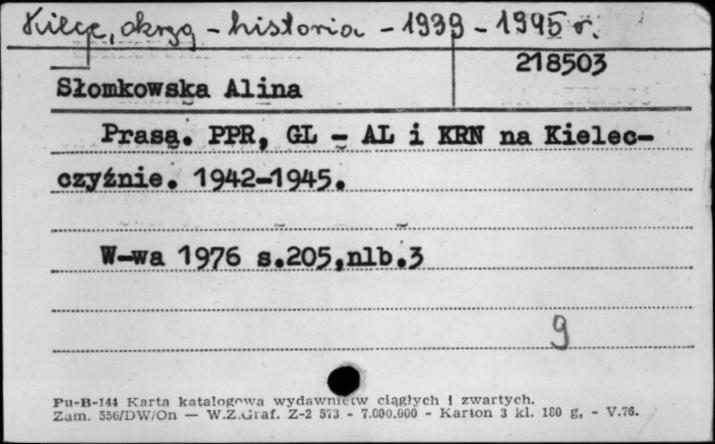 Kielce, okręg - historia - 1939 - 1945 r.
218503
Słomkowska Alina
Prasa. PPR, GL - AL i KRN na Kielec-
czyźnie. 1942-1945.
W-wa 1976 s.205,nlb.3
9
Pu-B-144 Karta katalogowa wydawnictw ciągłych i zwartych.
Zam. 556/DW/On — W.Z.Graf. Z-2 573 - 7.000.000 - Karton 3 kl. 180 g, - V.76.